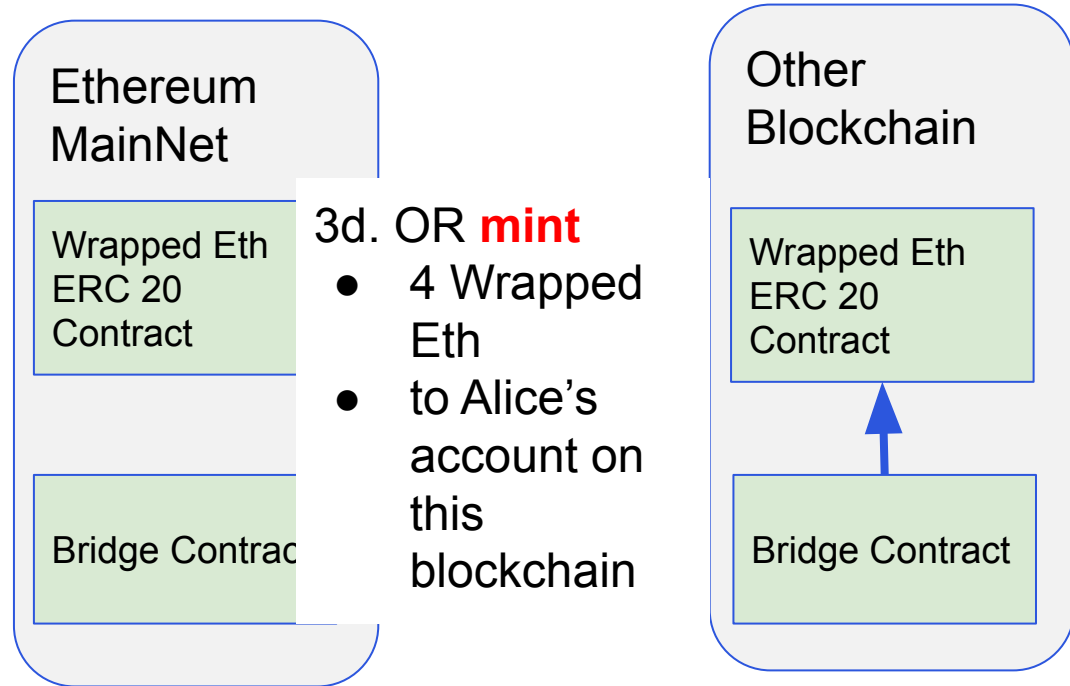 Ethereum
MainNet
Wrapped Eth
ERC 20
Contract
Bridge Contrac
3d. OR mint
● 4 Wrapped
Eth
● to Alice’s
account on
this
blockchain
Other
Blockchain
Wrapped Eth
ERC 20
Contract
Bridge Contract